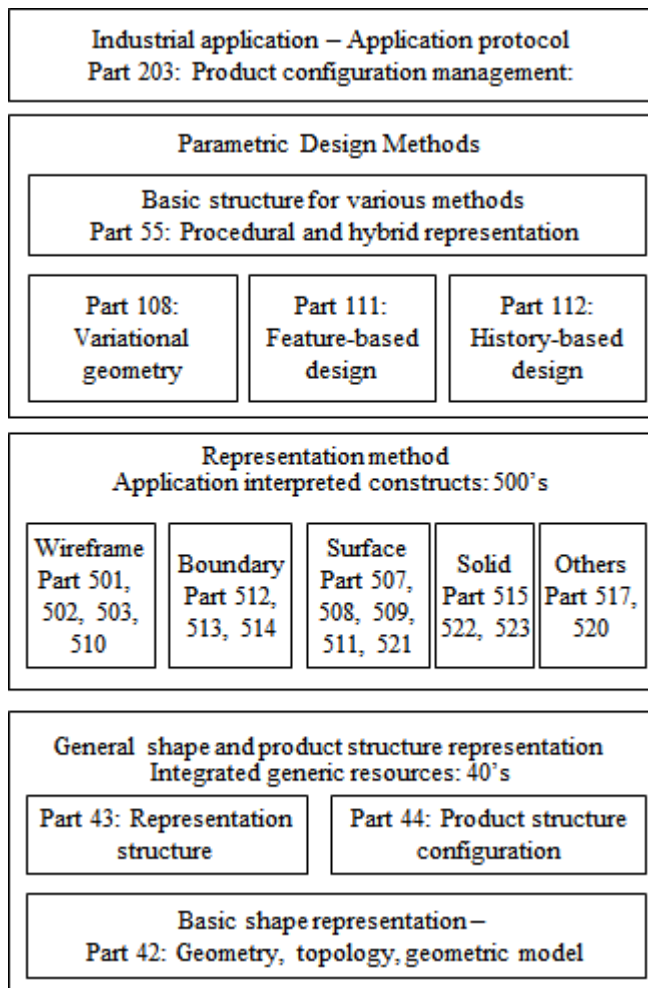 Industrial application – Application protocol
Part 203: Product configuration management:
Parametric Design Methods
Basic structure for various methods
Part 55: Procedural and hybrid representation
Part 108:
Variational
geometry
Part 111:
Feature-based
design
Part 112:
History-based
design
Representation method
Application interpreted constructs: 500's
Wireframe
Part 501,
502, 503,
510
Boundary
Part 512,
513, 514
Surface
Part 507,
508, 509,
511, 521
Solid
Part 515
522, 523
Others
Part 517,
520
General shape and product structure representation
Integrated generic resources: 40's
Part 43: Representation
structure
Part 44: Product structure
configuration
Basic shape representation –
Part 42: Geometry, topology, geometric model